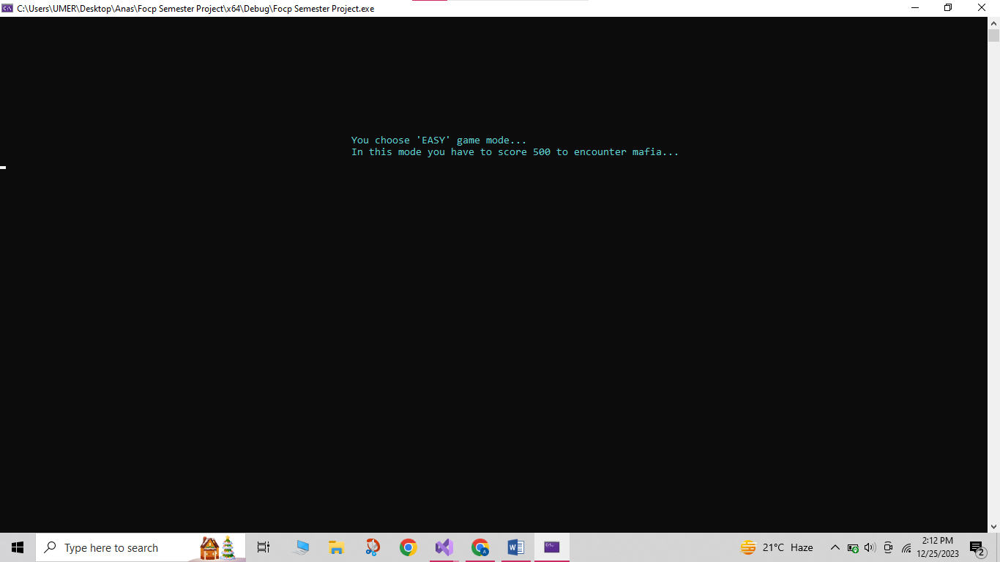 C:\Users\UMER\Desktop\Anas\Focp Semester Project\x64\Debug\Focp Semester Project.exe
You choose 'EASY' game mode...
In this mode you have to score 500 to encounter mafia...
Type here to search
21°C Haze
2:12 PM
12/25/2023
2